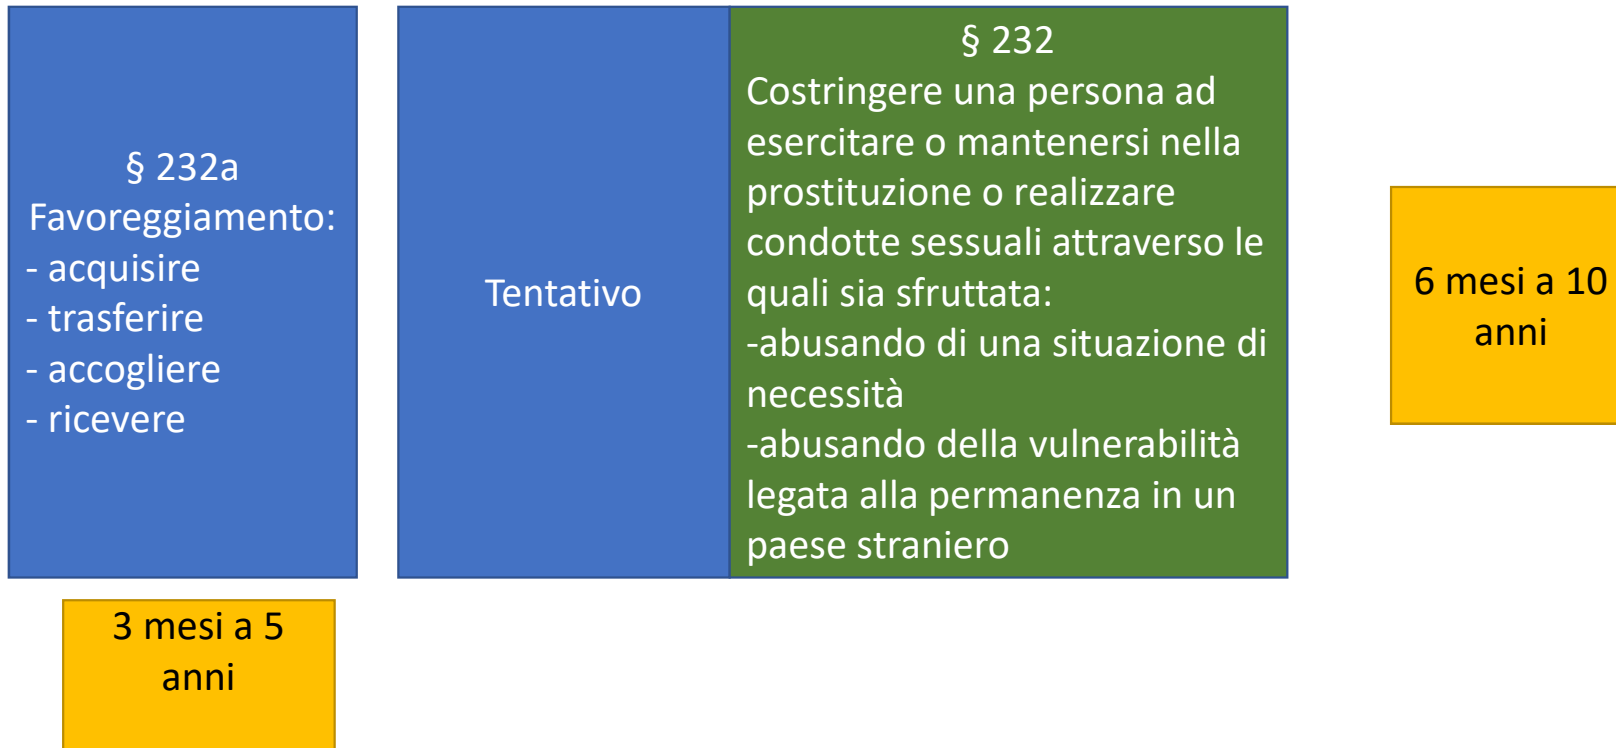 § 232a
Favoreggiamento:
- acquisire
- trasferire
- accogliere
- ricevere
3 mesi a 5
anni
Tentativo
§ 232
Costringere una persona ad
esercitare o mantenersi nella
prostituzione o realizzare
condotte sessuali attraverso le
quali sia sfruttata:
-abusando di una situazione di
necessità
-abusando della vulnerabilità
legata alla permanenza in un
paese straniero
6 mesi a 10
anni